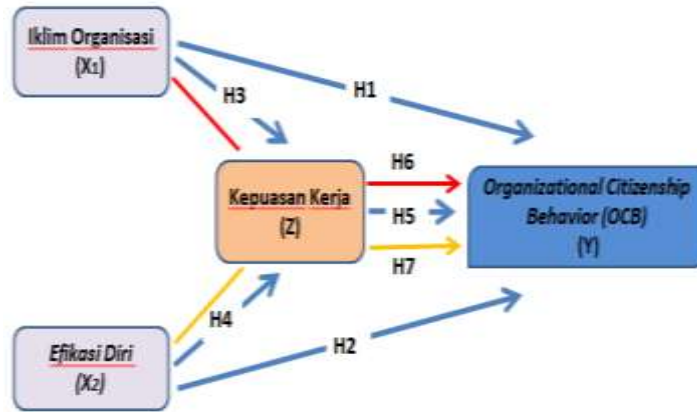 Iklim Organisasi
(X1)
H1
H3
H6
Kepuasan Kerja
(Z)
H5
H7
Organizational Citizenship
Behavior (OCB)
(Y)
H4
H2
Efikasi Diri
(X2)